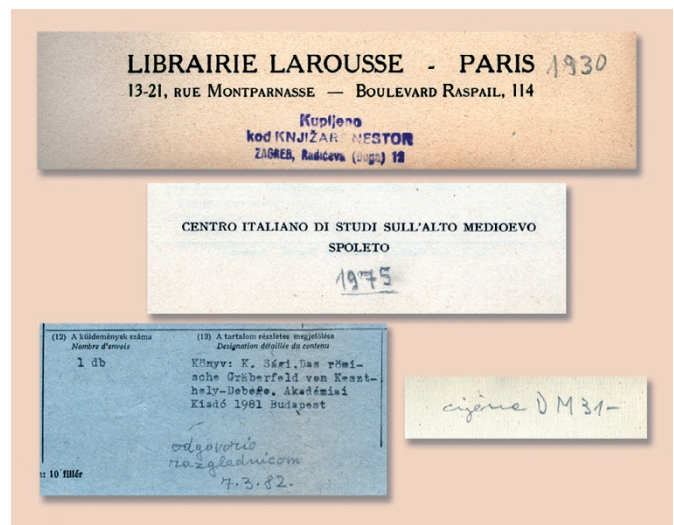 LIBRAIRIE LAROUSSE - PARIS 1930
13-21, RUE MONTPARNASSE — BOULEVARD RASPAIL, 114
Kupljeno
kod KNJIŽARE NESTOR
ZAGREB, Radićeva (Duga) 12
CENTRO ITALIANO DI STUDI SULL'ALTO MEDIOEVO
SPOLETO
1975
(12) A küldemények száma
Nombre d'envois
1 db
(13) A tartalom részletes megjelölése
Désignation détaillée du contenu
Könyv: K. Sági.Das römi-
sche Gräberfeld von Keszt-
hely-Dobogo. Akadémiai
Kiadó 1981 Budapest
odgovorio
razglednicom
7.3.82.
: 10 fillér
cijena DM 31-